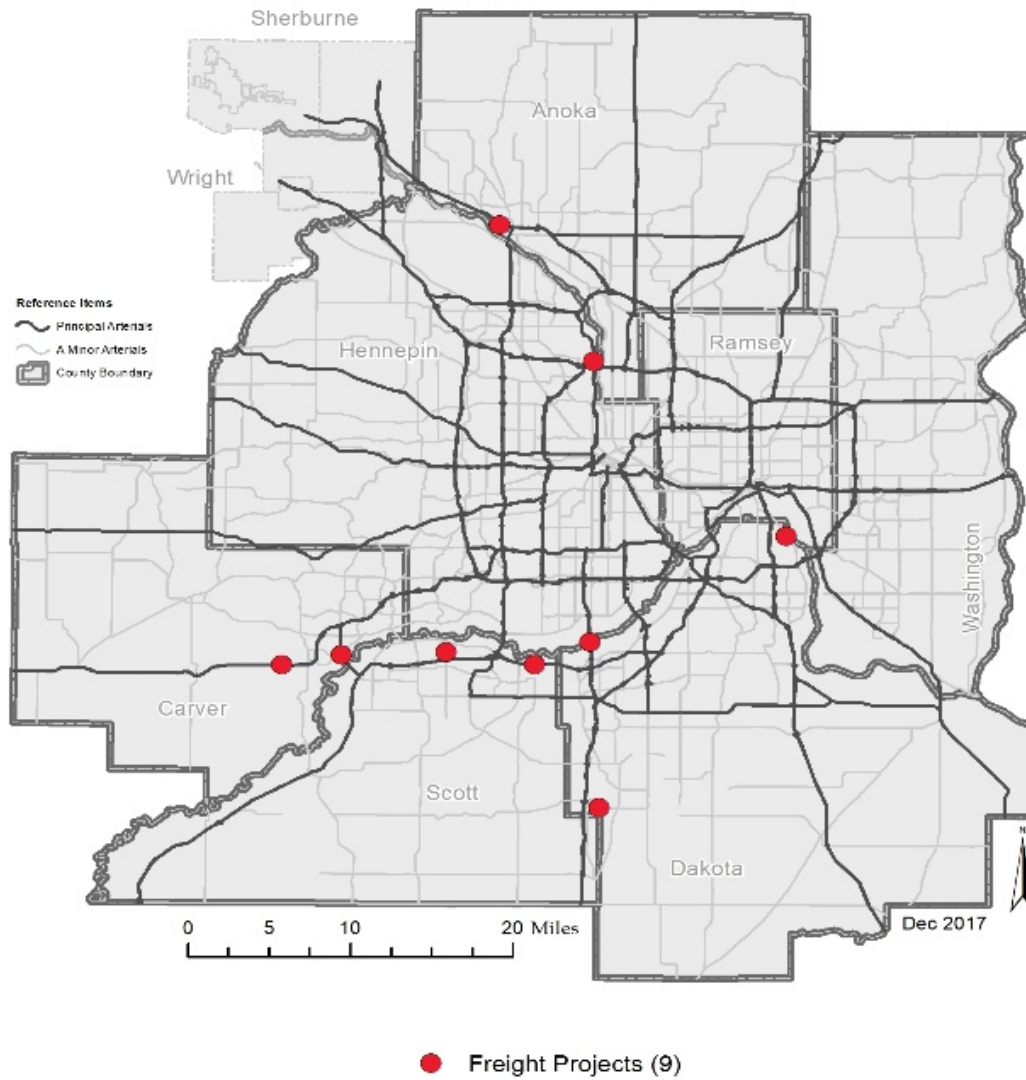 Sherburne
Anoka
Wright
Reference Items
Principal Arterials
A Minor Arterials
County Boundary
Hennepin
Ramsey
Washington
Carver
Scott
Dakota
N
Dec 2017
0 5 10 20 Miles
Freight Projects (9)